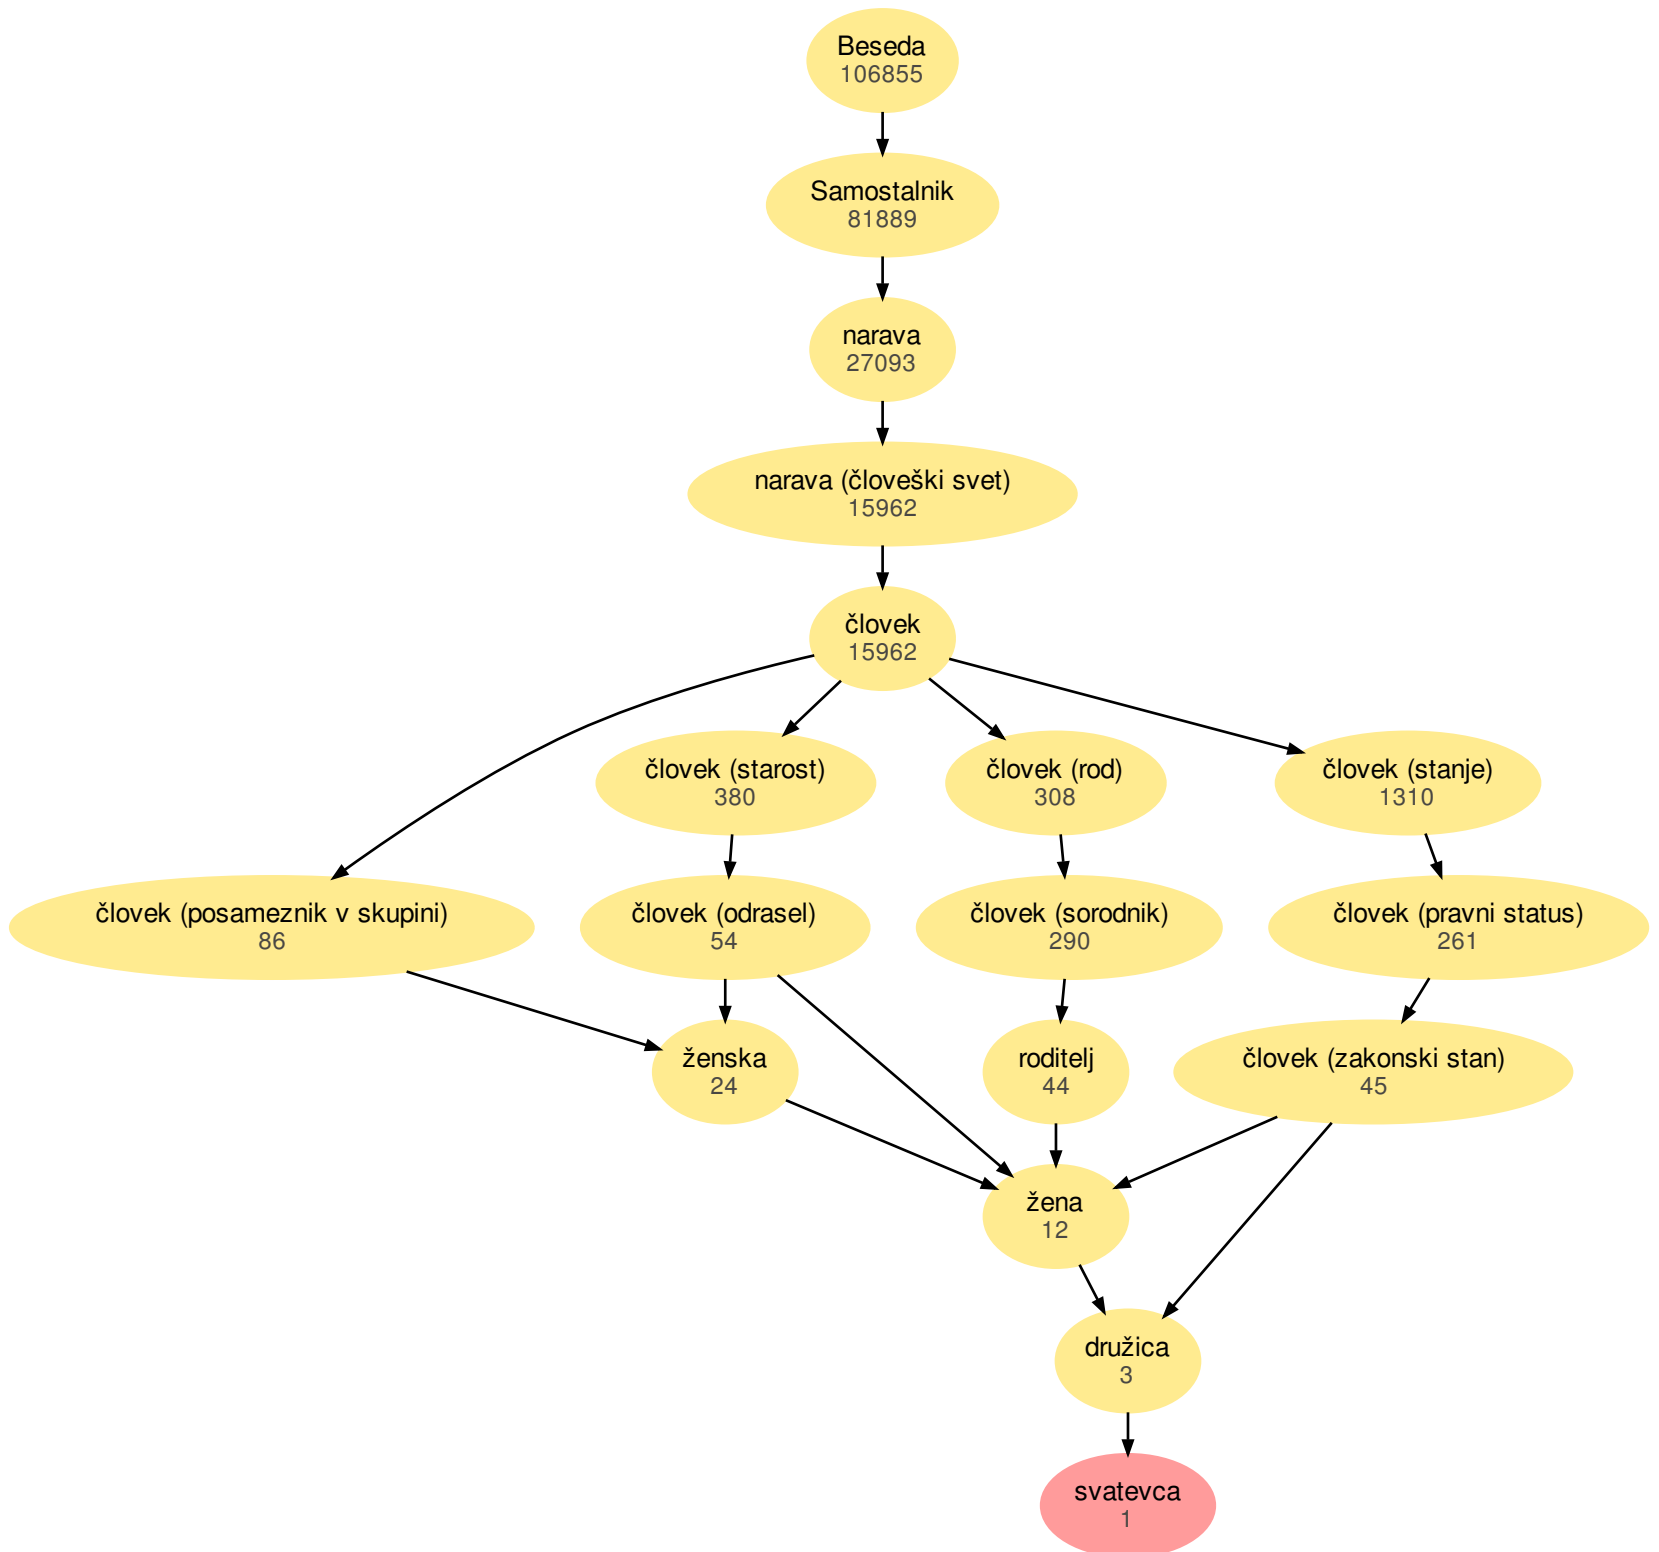 Beseda
106855
Samostalnik
81889
narava
27093
narava (človeški svet)
15962
človek
15962
človek (starost)
380
človek (rod)
308
človek (stanje)
1310
človek (posameznik v skupini)
86
človek (odrasel)
54
človek (sorodnik)
290
človek (pravni status)
261
ženska
24
roditelj
44
človek (zakonski stan)
45
žena
12
družica
3
svatevca
1